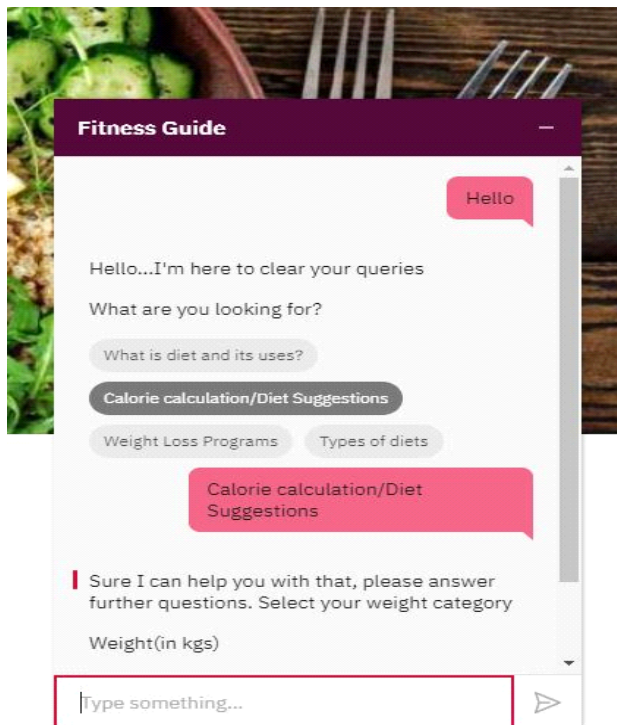 Fitness Guide
Hello
Hello...I'm here to clear your queries
What are you looking for?
What is diet and its uses?
Calorie calculation/Diet Suggestions
Weight Loss Programs
Types of diets
Calorie calculation/Diet
Suggestions
Sure I can help you with that, please answer
further questions. Select your weight category
Weight(in kgs)
Type something...